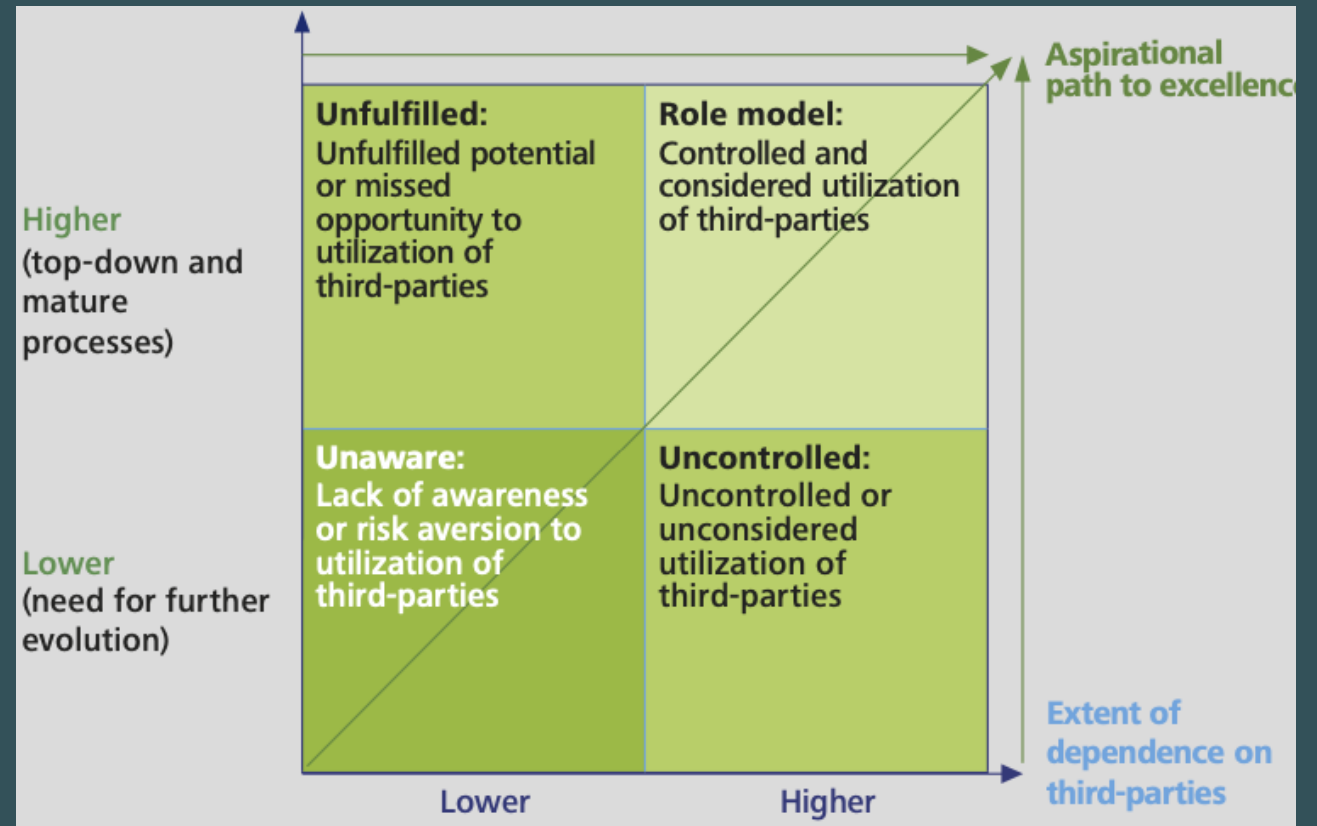 Aspirational
path to excellenc
Unfulfilled:
Unfulfilled potential
or missed
opportunity to
utilization of
third-parties
Role model:
Controlled and
considered utilization
of third-parties
Higher
(top-down and
mature
processes)
Unaware:
Lack of awareness
or risk aversion to
utilization of
third-parties
Uncontrolled:
Uncontrolled or
unconsidered
utilization of
third-parties
Lower
(need for further
evolution)
Extent of
dependence on
third-parties
Lower
Higher